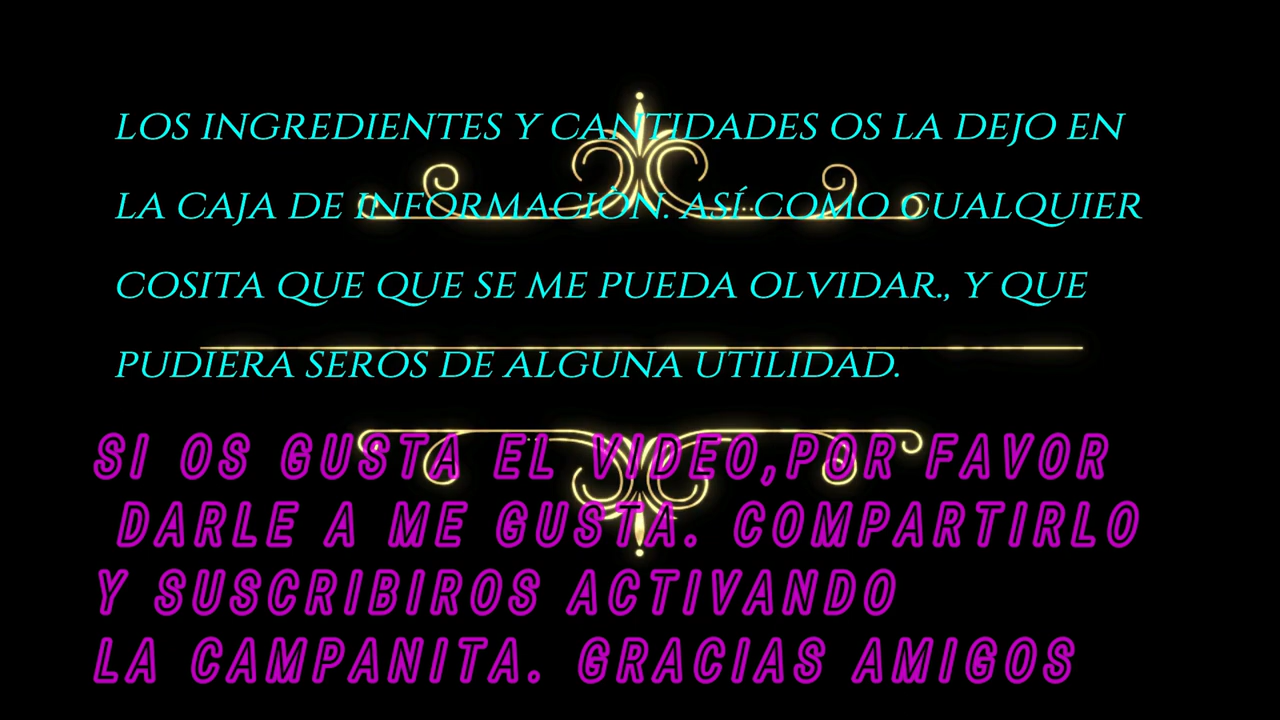 LOS INGREDIENTES Y CANTIDADES OS LA DEJO EN
LA CAJA DE INFORMACIÓN. ASÍ COMO CUALQUIER
COSITA QUE QUE SE ME PUEDA OLVIDAR., Y QUE
PUDIERA SEROS DE ALGUNA UTILIDAD.
SI OS GUSTA EL VIDEO,POR FAVOR
DARLE A ME GUSTA. COMPARTIRLO
Y SUSCRIBIROS ACTIVANDO
LA CAMPANITA. GRACIAS AMIGOS